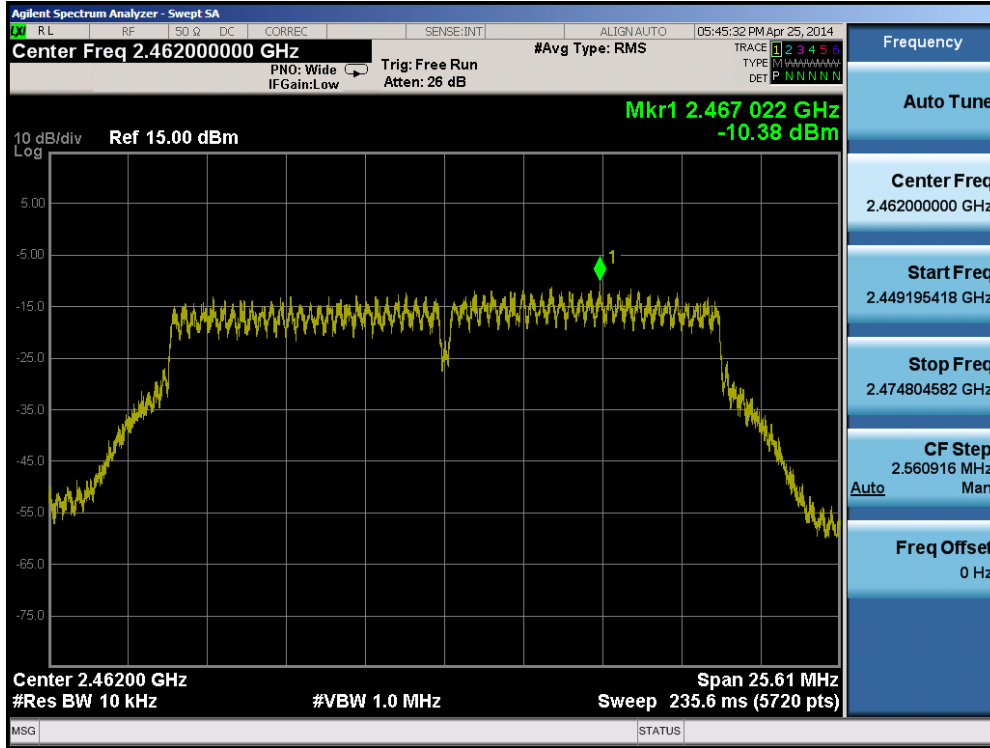 Agilent Spectrum Analyzer - Swept SA
LXI RL RF 50 Ω DC CORREC SENSE:INT ALIGN AUTO 05:45:32 PM Apr 25, 2014
Center Freq 2.462000000 GHz #Avg Type: RMS TRACE 1 2 3 4 5 6
PNO: Wide Trig: Free Run TYPE M
IFGain:Low Atten: 26 dB DET P N N N N N
Mkr1 2.467 022 GHz
-10.38 dBm
10 dB/div Ref 15.00 dBm
Log
5.00
-5.00
-15.0
-25.0
-35.0
-45.0
-55.0
-65.0
-75.0
1
Center 2.46200 GHz Span 25.61 MHz
#Res BW 10 kHz #VBW 1.0 MHz Sweep 235.6 ms (5720 pts)
MSG STATUS
Frequency
Auto Tune
Center Freq
2.462000000 GHz
Start Freq
2.449195418 GHz
Stop Freq
2.474804582 GHz
CF Step
2.560916 MHz
Auto Man
Freq Offset
0 Hz